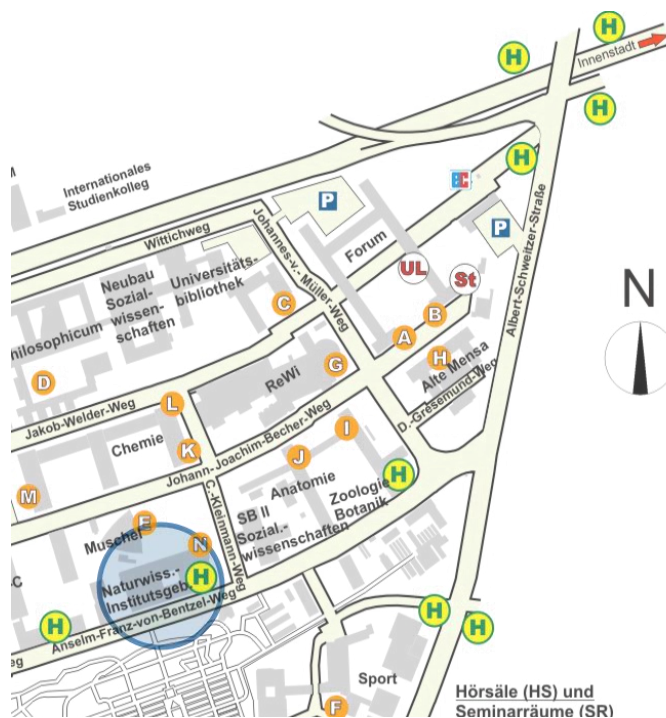 H
H
Innenstadt
H
H
EC
Internationales
Studienkolleg
P
P
Wittichweg
Johannes-v.-Müller-Weg
Forum
Albert-Schweitzer-Straße
N
Neubau
Sozial-
wissen-
schaften
Universitäts-
bibliothek
UL
St
C
B
A
H
Alte Mensa
D
G
ReWi
L
Jakob-Welder-Weg
D.-Gresemund-Weg
Chemie
K
Johann-Joachim-Becher-Weg
I
J
Anatomie
M
H
Zoologie
Botanik
E
Muschel
N
C.-Kleinmann-Weg
SB II
Sozial.-
wissenschaften
Naturwiss.-
H
Anselm-Franz-von-Bentzel-Weg
H
H
H
Sport
F
Hörsäle (HS) und
Seminarräume (SR)